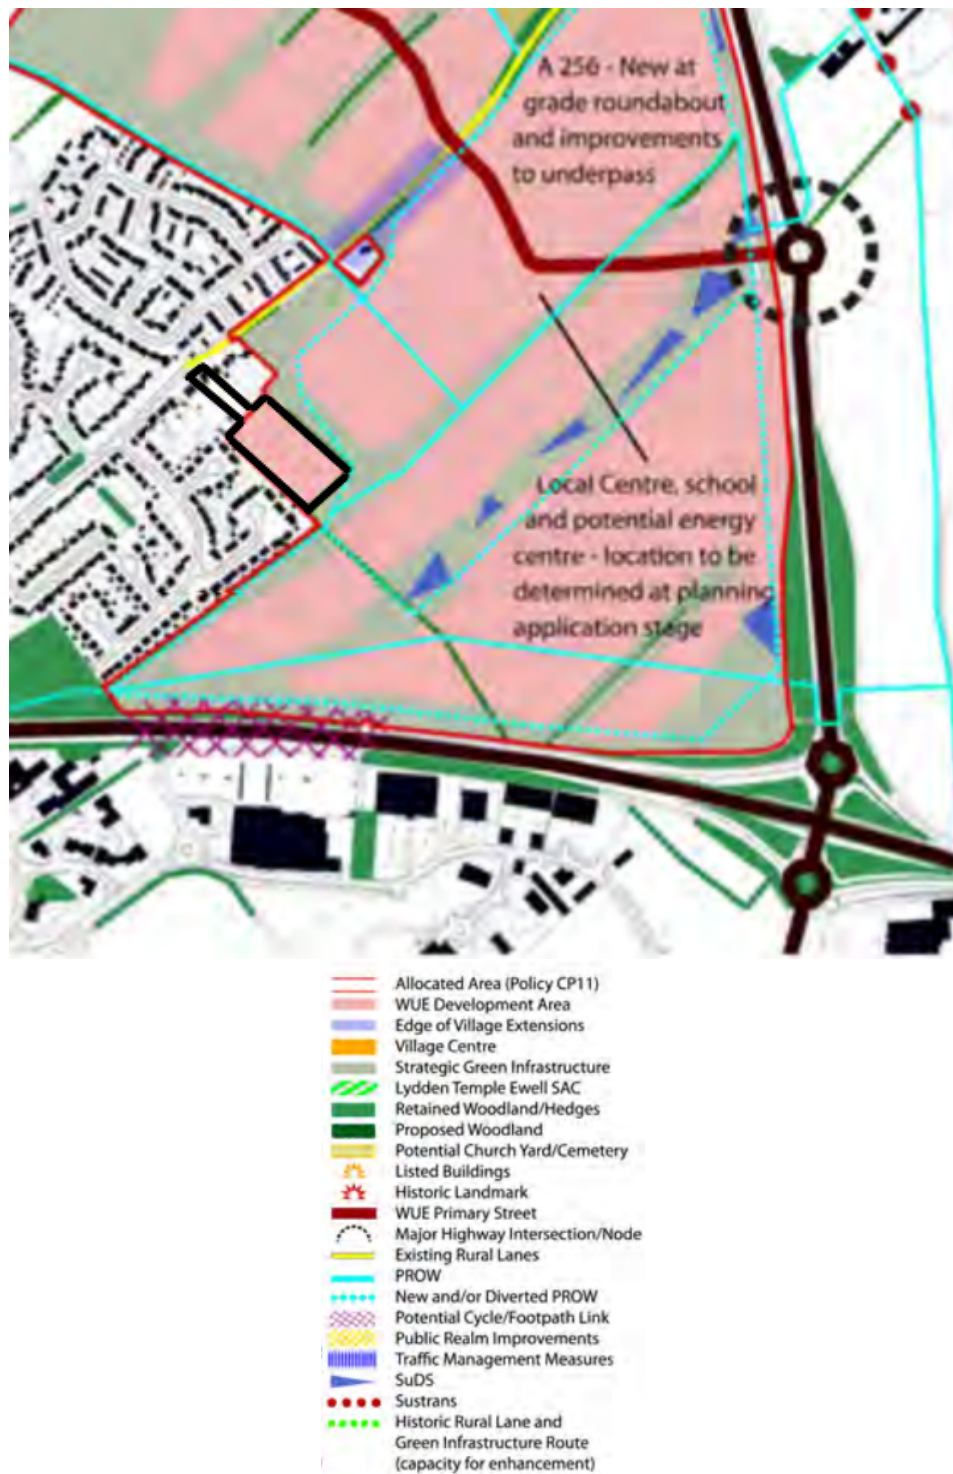 A 256 - New at
grade roundabout
and improvements
to underpass
Local Centre, school
and potential energy
centre - location to be
determined at planning
application stage
Allocated Area (Policy CP11)
WUE Development Area
Edge of Village Extensions
Village Centre
Strategic Green Infrastructure
Lydden Temple Ewell SAC
Retained Woodland/Hedges
Proposed Woodland
Potential Church Yard/Cemetery
Listed Buildings
Historic Landmark
WUE Primary Street
Major Highway Intersection/Node
Existing Rural Lanes
PROW
New and/or Diverted PROW
Potential Cycle/Footpath Link
Public Realm Improvements
Traffic Management Measures
SuDS
Sustrans
Historic Rural Lane and
Green Infrastructure Route
(capacity for enhancement)